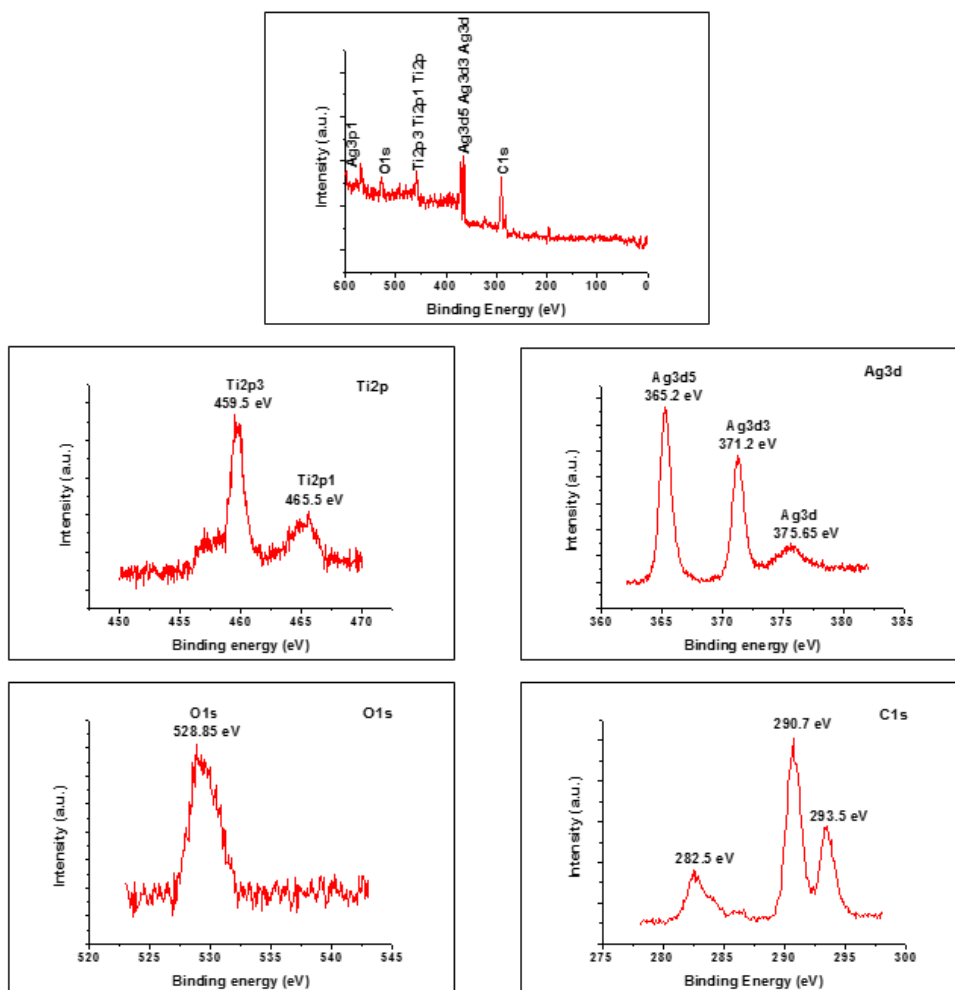 Intensity (a.u.)
Ag3p1
O1s
Ti2p3 Ti2p1 Ti2p
Ag3d5 Ag3d3 Ag3d
C1s
600 500 400 300 200 100 0
Binding Energy (eV)
Ti2p
Ti2p3
459.5 eV
Ti2p1
465.5 eV
Intensity (a.u.)
450 455 460 465 470
Binding energy (eV)
Ag3d
Ag3d5
365.2 eV
Ag3d3
371.2 eV
Ag3d
375.65 eV
Intensity (a.u.)
360 365 370 375 380 385
Binding energy (eV)
O1s
O1s
528.85 eV
Intensity (a.u.)
520 525 530 535 540 545
Binding energy (eV)
C1s
290.7 eV
293.5 eV
282.5 eV
Intensity (a.u.)
275 280 285 290 295 300
Binding Energy (eV)